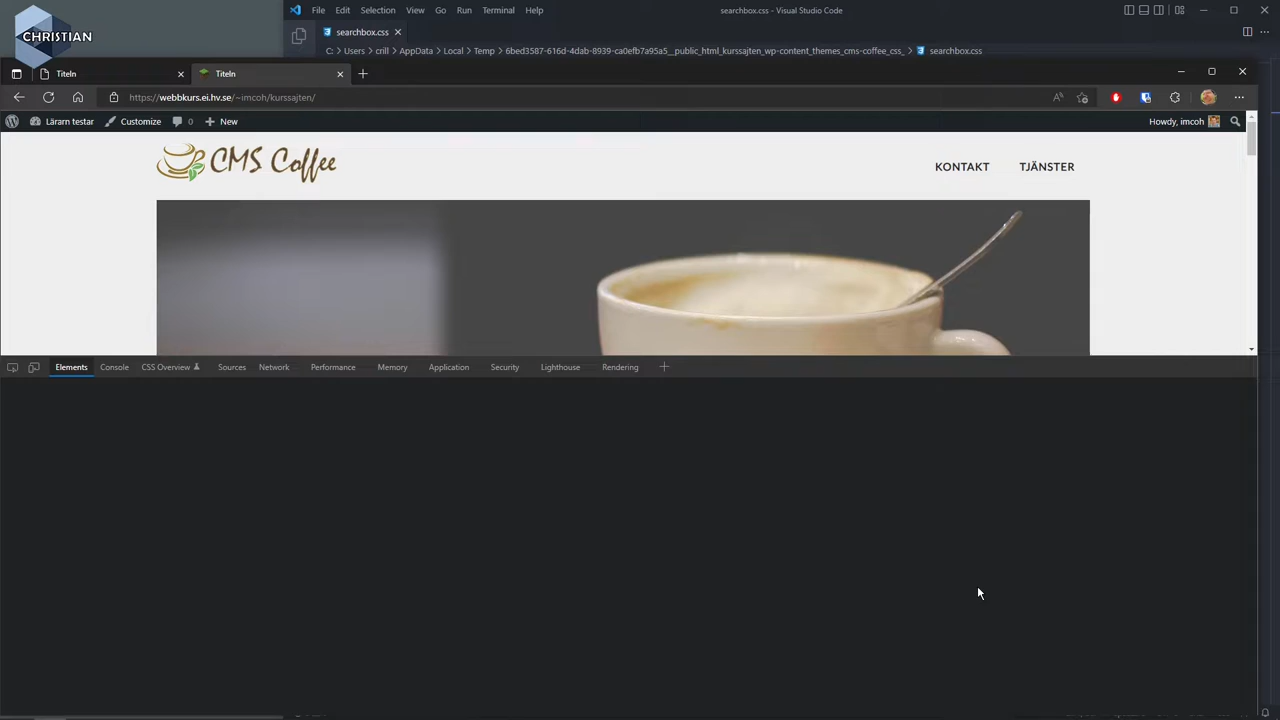 CHRISTIAN
File Edit Selection View Go Run Terminal Help
searchbox.css - Visual Studio Code
searchbox.css
C: > Users > crill > AppData > Local > Temp > 6bed3587-616d-4dab-8939-ca0efb7a95a5__public_html_kurssajten_wp-content_themes_cms-coffee_css_ > searchbox.css
Titeln
Titeln
https://webbkurs.ei.hv.se/~imcoh/kurssajten/
Lärarn testar Customize 0 New
Howdy, imcoh
CMS Coffee
KONTAKT TJÄNSTER
Elements Console CSS Overview Sources Network Performance Memory Application Security Lighthouse Rendering